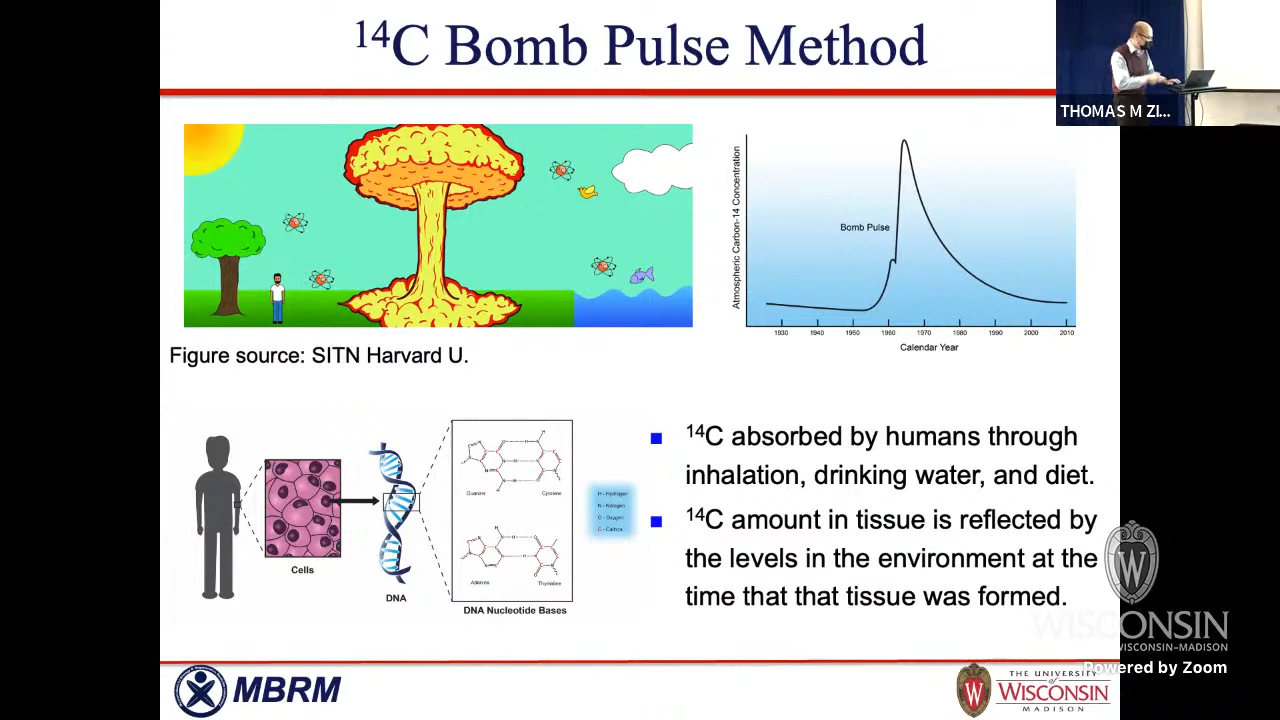 14C Bomb Pulse Method
THOMAS M ZI...
Atmospheric Carbon-14 Concentration
Bomb Pulse
1930 1940 1950 1960 1970 1980 1990 2000 2010
Calendar Year
Figure source: SITN Harvard U.
14C absorbed by humans through
inhalation, drinking water, and diet.
14C amount in tissue is reflected by
the levels in the environment at the
time that that tissue was formed.
Cells
DNA
Guanine Cytosine
Adenine Thymidine
DNA Nucleotide Bases
H - Hydrogen
N - Nitrogen
O - Oxygen
C - Carbon
WISCONSIN
WISCONSIN–MADISON
Powered by Zoom
MBRM
THE UNIVERSITY
of
WISCONSIN
MADISON